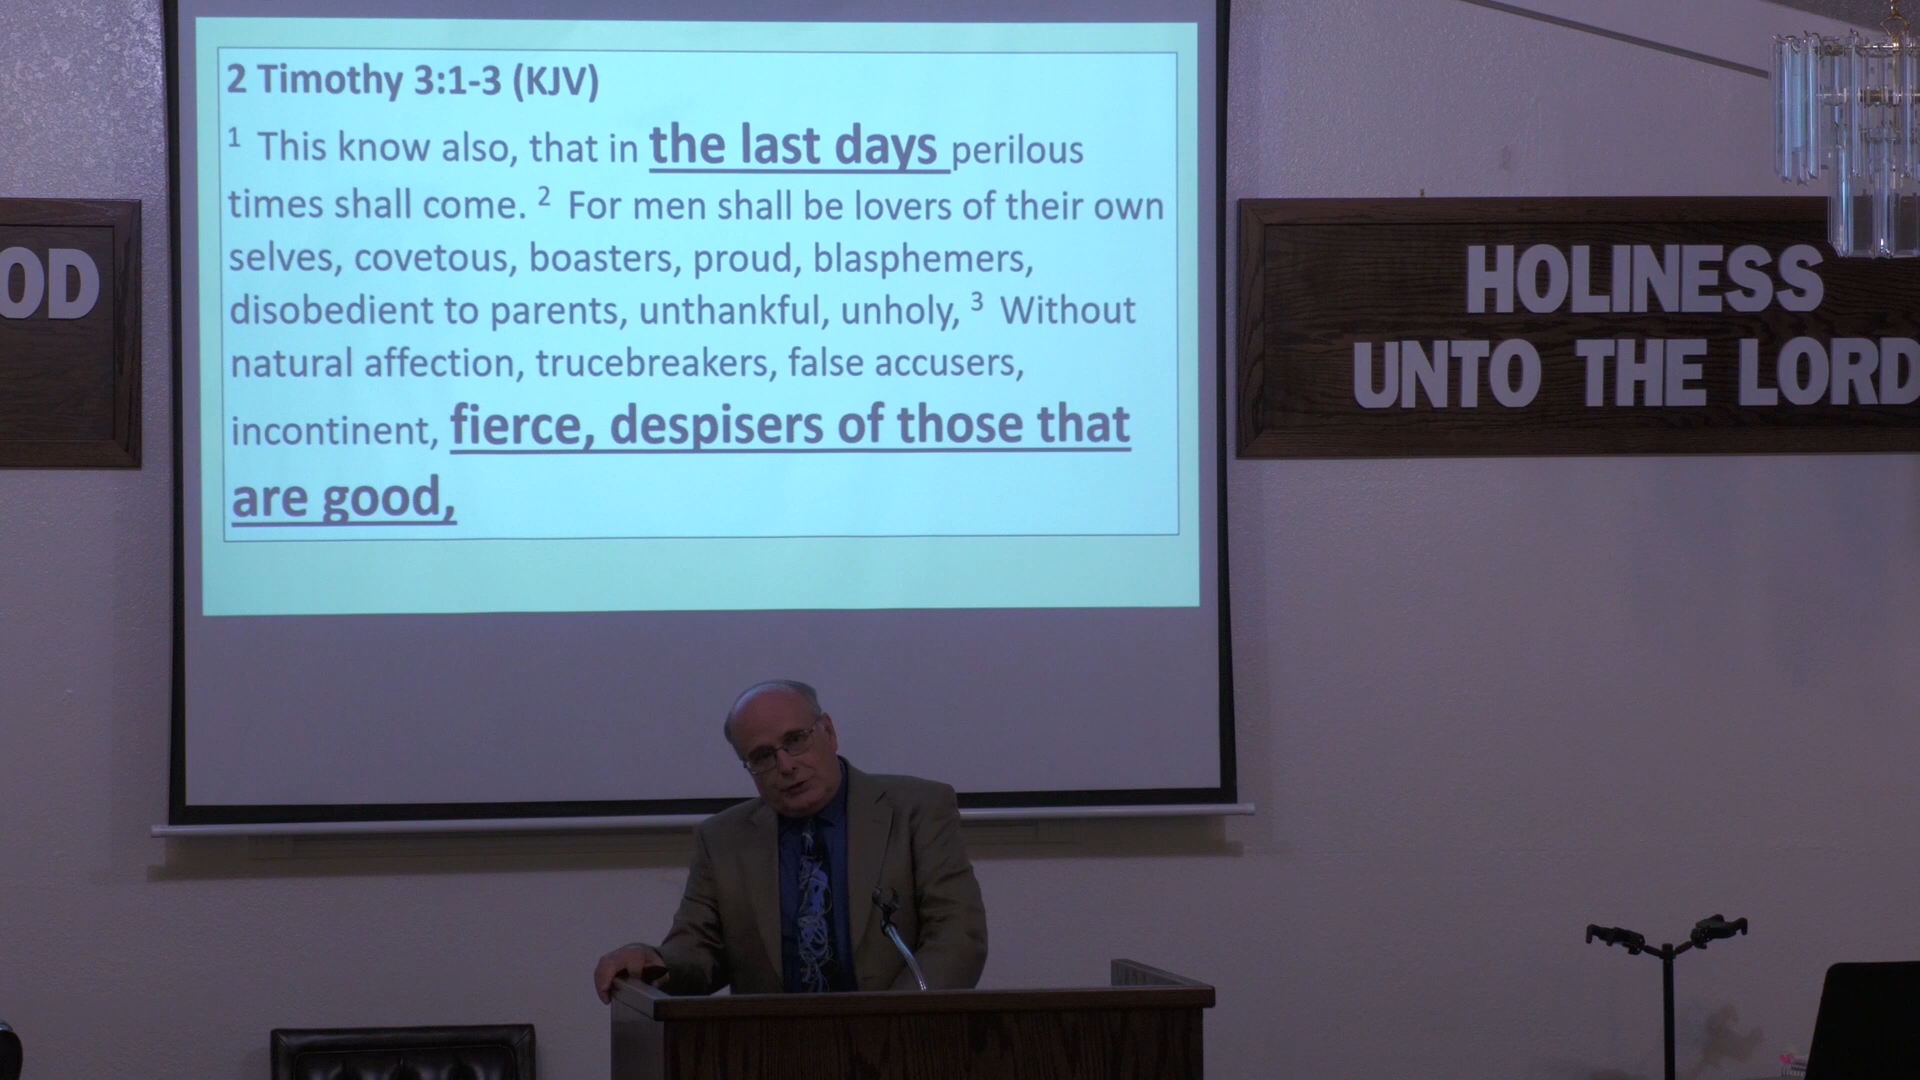 2 Timothy 3:1-3 (KJV)
1 This know also, that in the last days perilous
times shall come. 2 For men shall be lovers of their own
selves, covetous, boasters, proud, blasphemers,
disobedient to parents, unthankful, unholy, 3 Without
natural affection, trucebreakers, false accusers,
incontinent, fierce, despisers of those that
are good,
OD
HOLINESS
UNTO THE LORD